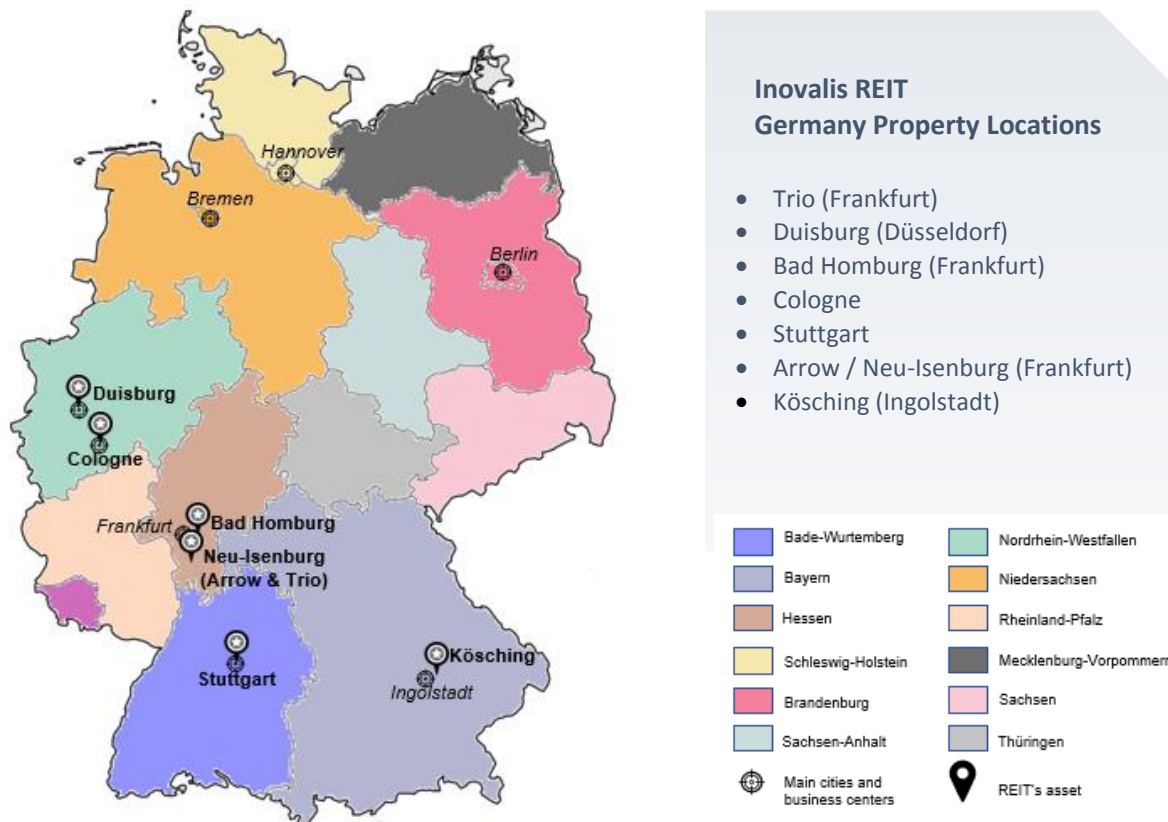 Hannover
Bremen
Berlin
Duisburg
Cologne
Frankfurt
Bad Homburg
Neu-Isenburg
(Arrow & Trio)
Stuttgart
Kösching
Ingolstadt
Inovalis REIT
Germany Property Locations
• Trio (Frankfurt)
• Duisburg (Düsseldorf)
• Bad Homburg (Frankfurt)
• Cologne
• Stuttgart
• Arrow / Neu-Isenburg (Frankfurt)
• Kösching (Ingolstadt)
Bade-Wurtemberg
Nordrhein-Westfallen
Bayern
Niedersachsen
Hessen
Rheinland-Pfalz
Schleswig-Holstein
Mecklenburg-Vorpommern
Brandenburg
Sachsen
Sachsen-Anhalt
Thüringen
Main cities and
business centers
REIT's asset